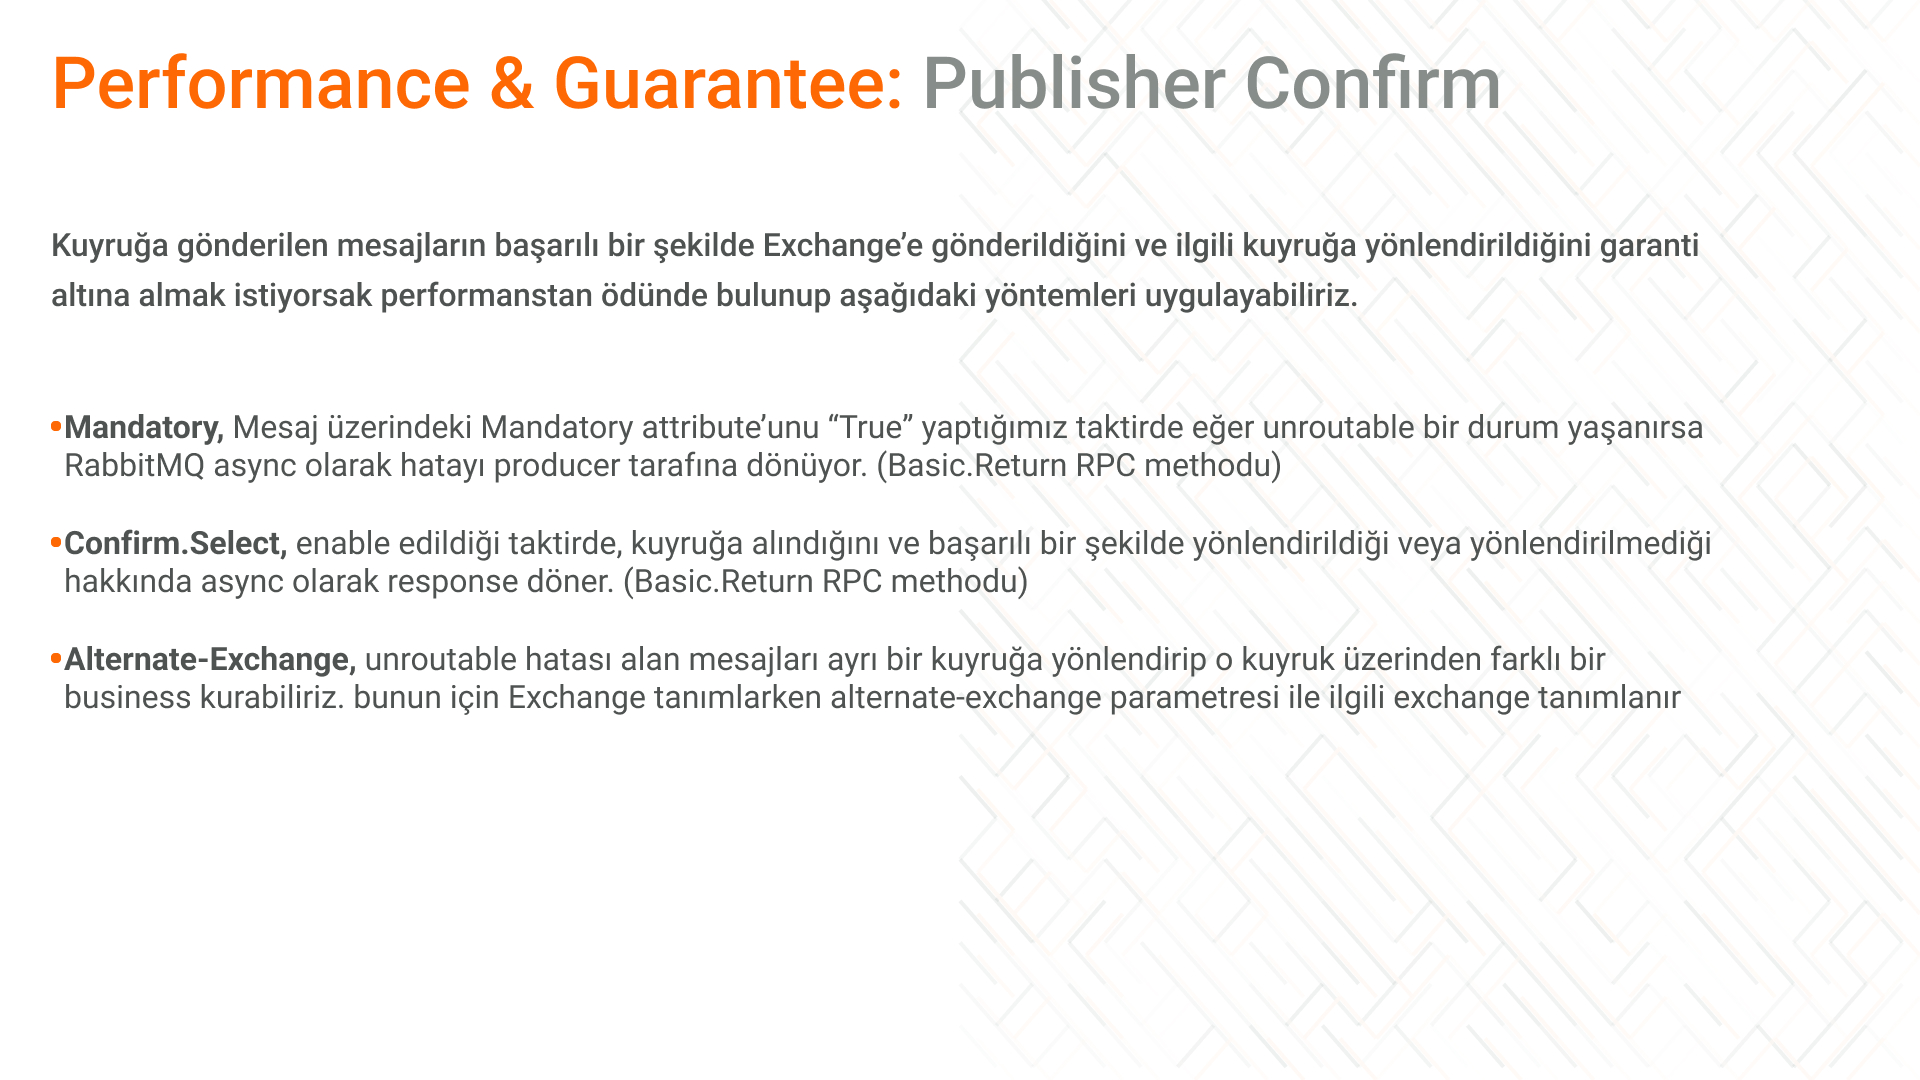 Performance & Guarantee: Publisher Confirm
Kuyruğa gönderilen mesajların başarılı bir şekilde Exchange’e gönderildiğini ve ilgili kuyruğa yönlendirildiğini garanti
altına almak istiyorsak performanstan ödünde bulunup aşağıdaki yöntemleri uygulayabiliriz.
•Mandatory, Mesaj üzerindeki Mandatory attribute’unu “True” yaptığımız taktirde eğer unroutable bir durum yaşanırsa
RabbitMQ async olarak hatayı producer tarafına dönüyor. (Basic.Return RPC methodu)
•Confirm.Select, enable edildiği taktirde, kuyruğa alındığını ve başarılı bir şekilde yönlendirildiği veya yönlendirilmediği
hakkında async olarak response döner. (Basic.Return RPC methodu)
•Alternate-Exchange, unroutable hatası alan mesajları ayrı bir kuyruğa yönlendirip o kuyruk üzerinden farklı bir
business kurabiliriz. bunun için Exchange tanımlarken alternate-exchange parametresi ile ilgili exchange tanımlanır